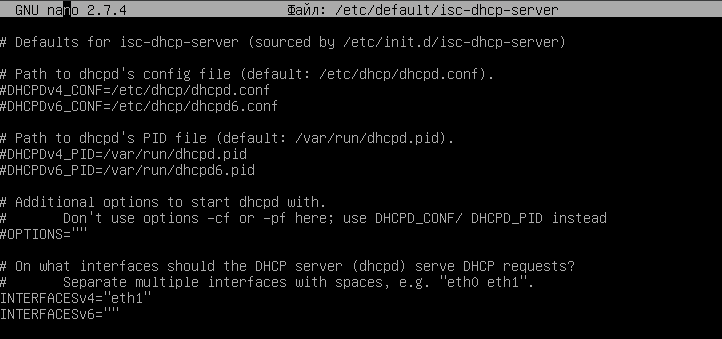 GNU nano 2.7.4 Файл: /etc/default/isc-dhcp-server
# Defaults for isc-dhcp-server (sourced by /etc/init.d/isc-dhcp-server)
# Path to dhcpd's config file (default: /etc/dhcp/dhcpd.conf).
#DHCPDv4_CONF=/etc/dhcp/dhcpd.conf
#DHCPDv6_CONF=/etc/dhcp/dhcpd6.conf
# Path to dhcpd's PID file (default: /var/run/dhcpd.pid).
#DHCPDv4_PID=/var/run/dhcpd.pid
#DHCPDv6_PID=/var/run/dhcpd6.pid
# Additional options to start dhcpd with.
#       Don't use options -cf or -pf here; use DHCPD_CONF/ DHCPD_PID instead
#OPTIONS=""
# On what interfaces should the DHCP server (dhcpd) serve DHCP requests?
#       Separate multiple interfaces with spaces, e.g. "eth0 eth1".
INTERFACESv4="eth1"
INTERFACESv6=""